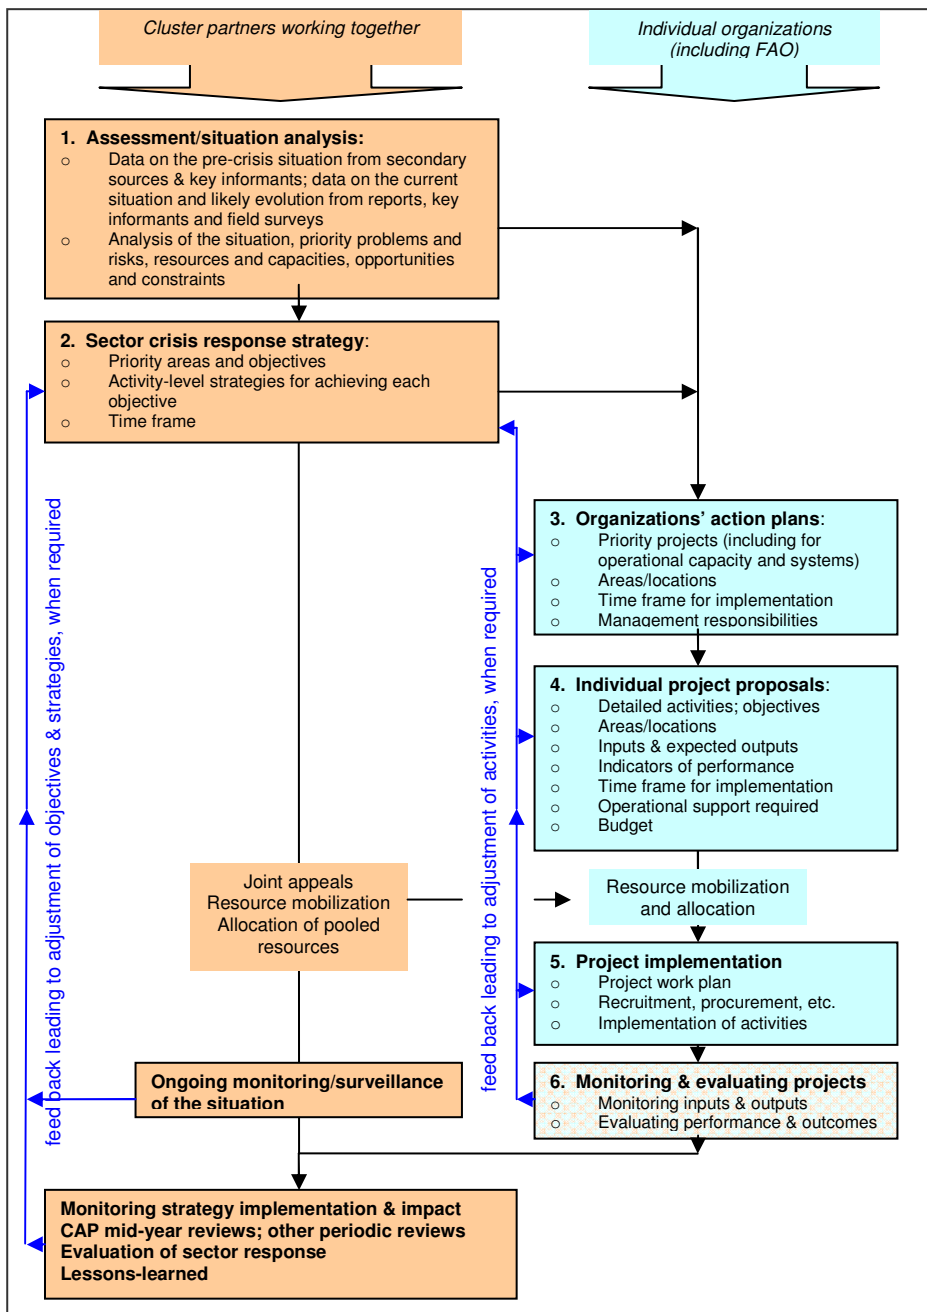 Cluster partners working together
Individual organizations
(including FAO)
1. Assessment/situation analysis:
o Data on the pre-crisis situation from secondary
sources & key informants; data on the current
situation and likely evolution from reports, key
informants and field surveys
o Analysis of the situation, priority problems and
risks, resources and capacities, opportunities
and constraints
2. Sector crisis response strategy:
o Priority areas and objectives
o Activity-level strategies for achieving each
objective
o Time frame
feed back leading to adjustment of objectives & strategies, when required
feed back leading to adjustment of activities, when required
3. Organizations’ action plans:
o Priority projects (including for
operational capacity and systems)
o Areas/locations
o Time frame for implementation
o Management responsibilities
4. Individual project proposals:
o Detailed activities; objectives
o Areas/locations
o Inputs & expected outputs
o Indicators of performance
o Time frame for implementation
o Operational support required
o Budget
Joint appeals
Resource mobilization
Allocation of pooled
resources
Resource mobilization
and allocation
5. Project implementation
o Project work plan
o Recruitment, procurement, etc.
o Implementation of activities
Ongoing monitoring/surveillance
of the situation
6. Monitoring & evaluating projects
o Monitoring inputs & outputs
o Evaluating performance & outcomes
Monitoring strategy implementation & impact
CAP mid-year reviews; other periodic reviews
Evaluation of sector response
Lessons-learned